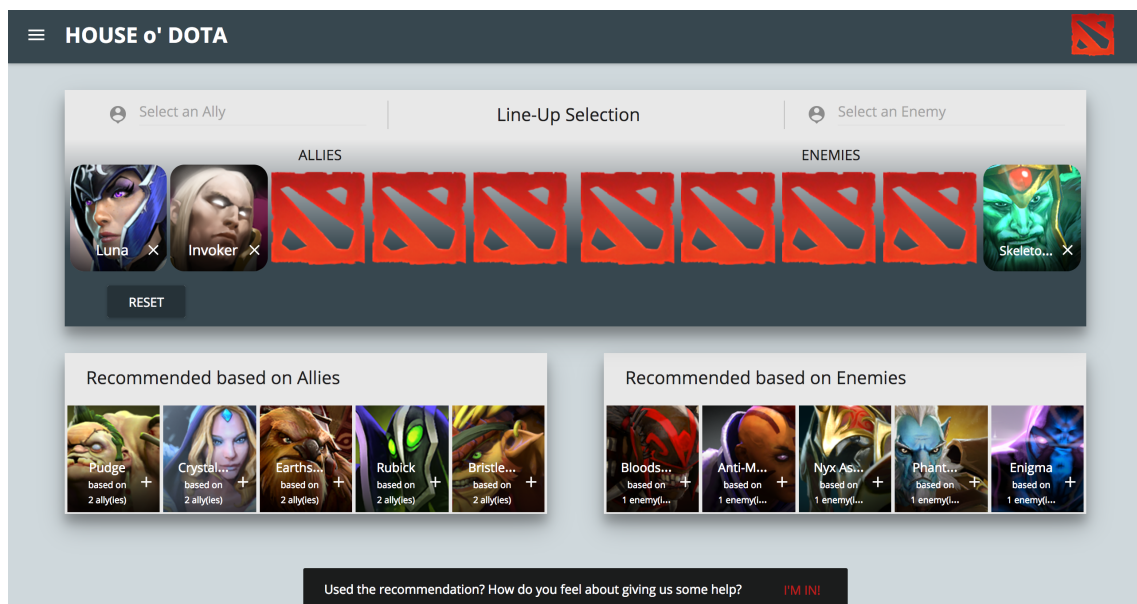 HOUSE o' DOTA
Select an Ally
Line-Up Selection
Select an Enemy
ALLIES
ENEMIES
Luna
Invoker
Skeleto...
RESET
Recommended based on Allies
Recommended based on Enemies
Pudge
based on
2 ally(ies)
Crystal...
based on
2 ally(ies)
Earths...
based on
2 ally(ies)
Rubick
based on
2 ally(ies)
Bristle...
based on
2 ally(ies)
Bloods...
based on
1 enemy(i...
Anti-M...
based on
1 enemy(i...
Nyx As...
based on
1 enemy(i...
Phant...
based on
1 enemy(i...
Enigma
based on
1 enemy(i...
Used the recommendation? How do you feel about giving us some help?
I'M IN!